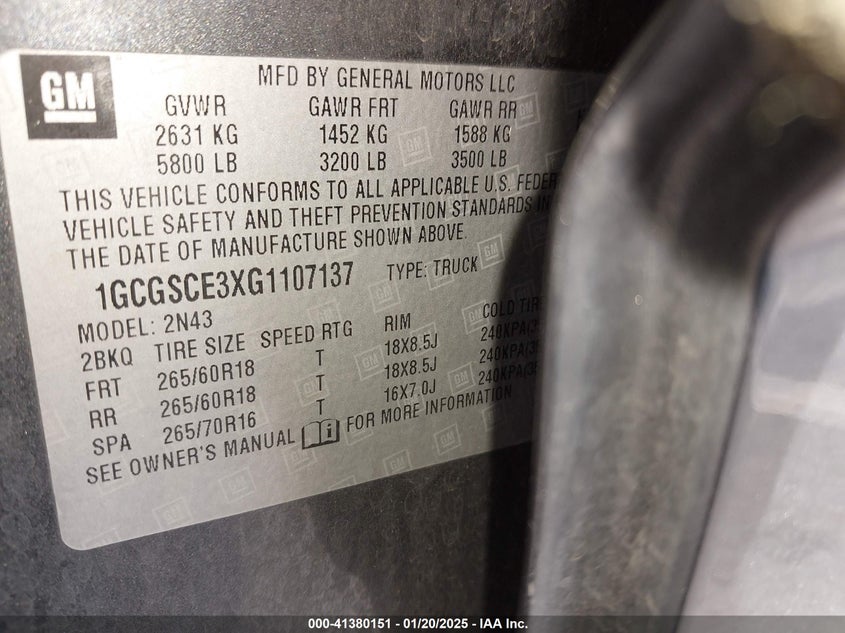 GM
MFD BY GENERAL MOTORS LLC
GVWR GAWR FRT GAWR RR
2631 KG 1452 KG 1588 KG
5800 LB 3200 LB 3500 LB
THIS VEHICLE CONFORMS TO ALL APPLICABLE U.S. FEDER
VEHICLE SAFETY AND THEFT PREVENTION STANDARDS IN
THE DATE OF MANUFACTURE SHOWN ABOVE.
1GCGSCE3XG1107137 TYPE: TRUCK
MODEL: 2N43
2BKQ TIRE SIZE SPEED RTG RIM COLD TIRE
FRT 265/60R18 T 18X8.5J 240KPA/35
RR 265/60R18 T 18X8.5J 240KPA/35
SPA 265/70R16 T 16X7.0J 240KPA/35
SEE OWNER'S MANUAL FOR MORE INFORMATION
000-41380151 — 01/20/2025 — IAA Inc.